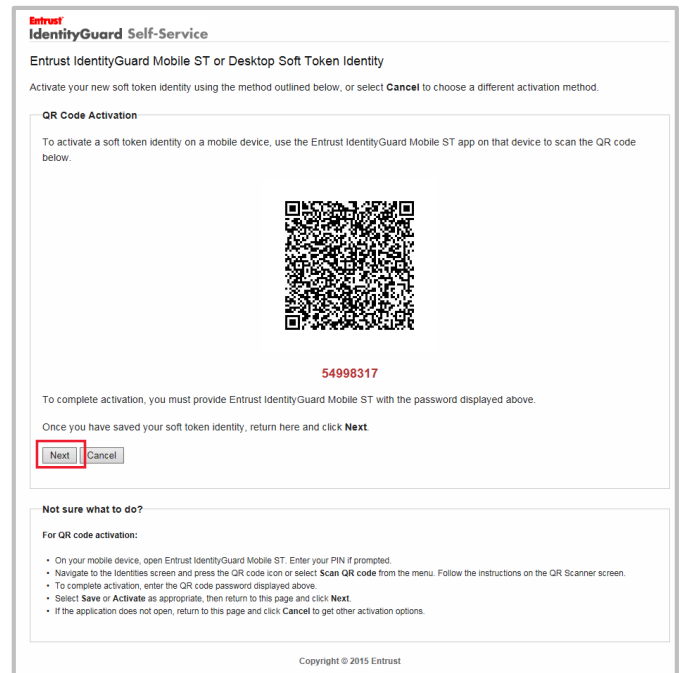 Entrust
IdentityGuard Self-Service
Entrust IdentityGuard Mobile ST or Desktop Soft Token Identity
Activate your new soft token identity using the method outlined below, or select Cancel to choose a different activation method.
QR Code Activation
To activate a soft token identity on a mobile device, use the Entrust IdentityGuard Mobile ST app on that device to scan the QR code
below.
54998317
To complete activation, you must provide Entrust IdentityGuard Mobile ST with the password displayed above.
Once you have saved your soft token identity, return here and click Next.
Next Cancel
Not sure what to do?
For QR code activation:
• On your mobile device, open Entrust IdentityGuard Mobile ST. Enter your PIN if prompted.
• Navigate to the Identities screen and press the QR code icon or select Scan QR code from the menu. Follow the instructions on the QR Scanner screen.
• To complete activation, enter the QR code password displayed above.
• Select Save or Activate as appropriate, then return to this page and click Next.
• If the application does not open, return to this page and click Cancel to get other activation options.
Copyright © 2015 Entrust